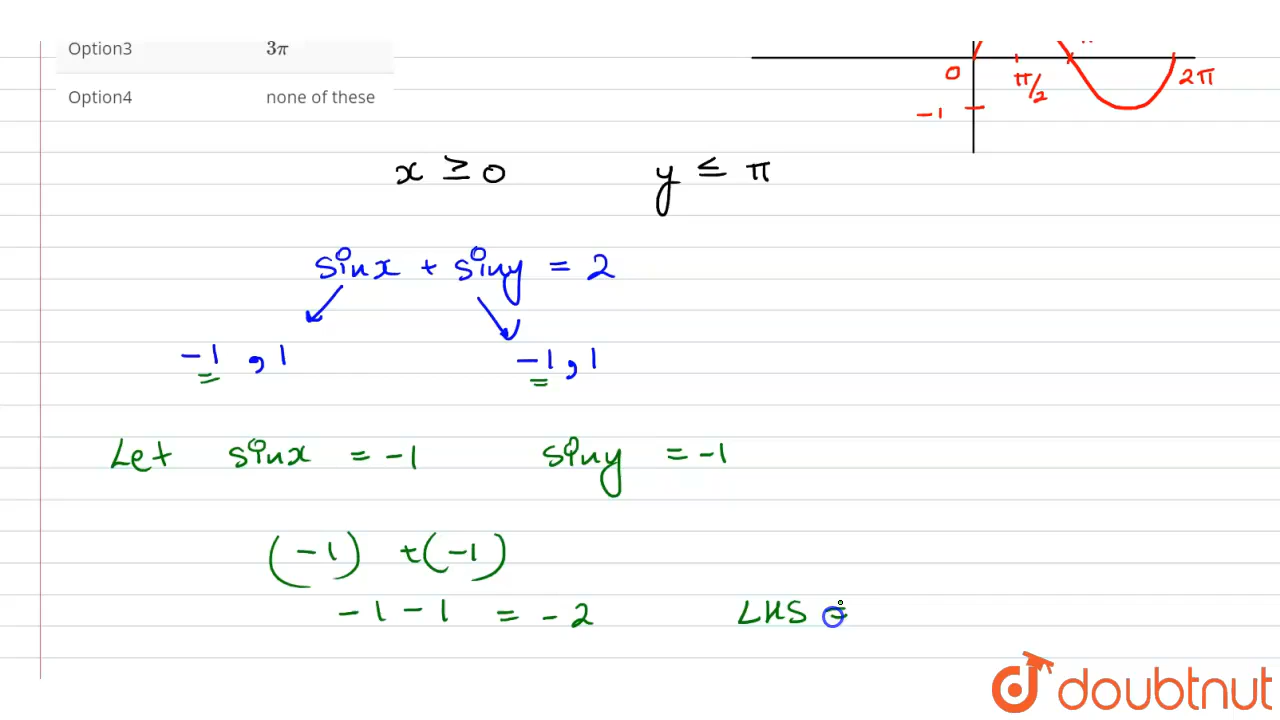 Option3 3π
Option4 none of these
0 π/2 2π
-1
x ≥ 0 y ≤ π
sinx + siny = 2
-1 , 1 -1 , 1
Let sinx = -1 siny = -1
(-1) +(-1)
-1 - 1 = -2 LHS
doubtnut